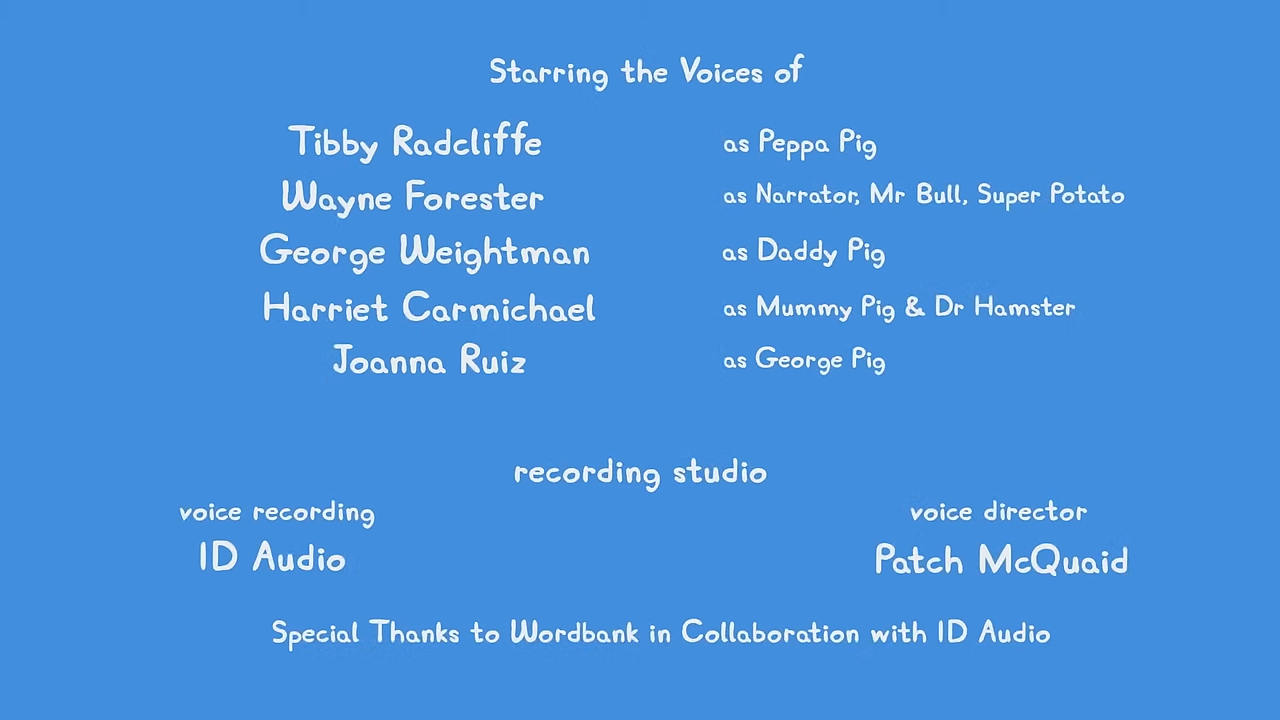 Starring the Voices of
Tibby Radcliffe as Peppa Pig
Wayne Forester as Narrator, Mr Bull, Super Potato
George Weightman as Daddy Pig
Harriet Carmichael as Mummy Pig & Dr Hamster
Joanna Ruiz as George Pig
recording studio
voice recording voice director
ID Audio Patch McQuaid
Special Thanks to Wordbank in Collaboration with ID Audio